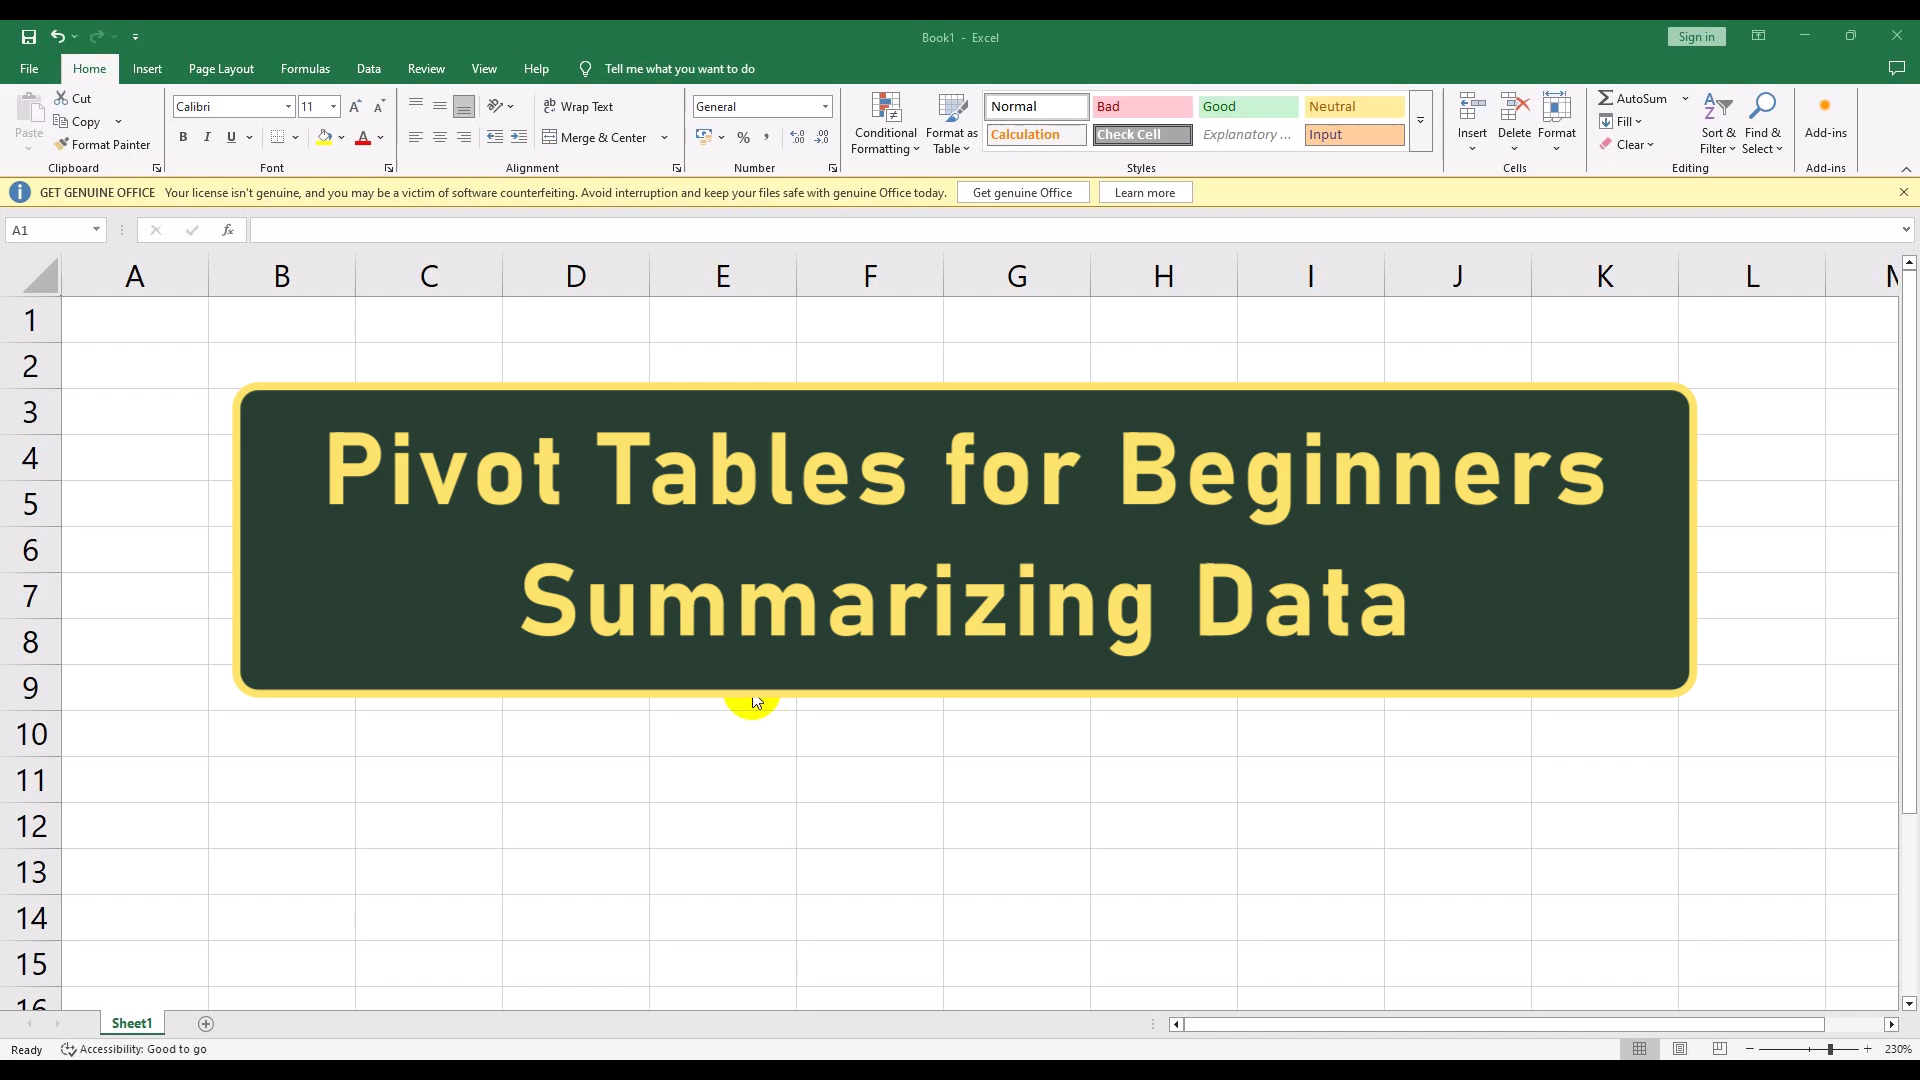 Book1 - Excel
Sign in
File Home Insert Page Layout Formulas Data Review View Help Tell me what you want to do
Paste
Cut
Copy
Format Painter
Clipboard
Calibri 11
B I U
Font
Wrap Text
Merge & Center
Alignment
General
Number
Conditional Formatting
Format as Table
Normal Bad Good Neutral
Calculation Check Cell Explanatory ... Input
Styles
Insert Delete Format
Cells
AutoSum
Fill
Clear
Sort & Filter
Find & Select
Editing
Add-ins
Add-ins
GET GENUINE OFFICE Your license isn't genuine, and you may be a victim of software counterfeiting. Avoid interruption and keep your files safe with genuine Office today. Get genuine Office Learn more
A1 fx
A B C D E F G H I J K L M
1
2
3
4
5
6
7
8
9
10
11
12
13
14
15
16
Pivot Tables for Beginners
Summarizing Data
Sheet1
Ready Accessibility: Good to go 230%